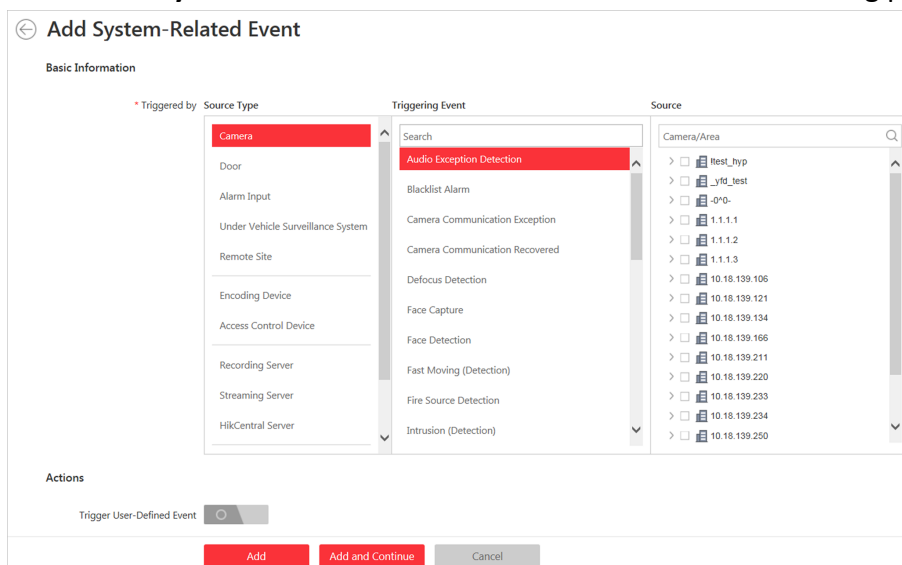 Add System-Related Event
Basic Information
* Triggered by
Source Type
Triggering Event
Source
Camera
Door
Alarm Input
Under Vehicle Surveillance System
Remote Site
Encoding Device
Access Control Device
Recording Server
Streaming Server
HikCentral Server
Search
Audio Exception Detection
Blacklist Alarm
Camera Communication Exception
Camera Communication Recovered
Defocus Detection
Face Capture
Face Detection
Fast Moving (Detection)
Fire Source Detection
Intrusion (Detection)
Camera/Area
!test_hyp
_yfd_test
-0^0-
1.1.1.1
1.1.1.2
1.1.1.3
10.18.139.106
10.18.139.121
10.18.139.134
10.18.139.166
10.18.139.211
10.18.139.220
10.18.139.233
10.18.139.234
10.18.139.250
Actions
Trigger User-Defined Event
Add
Add and Continue
Cancel